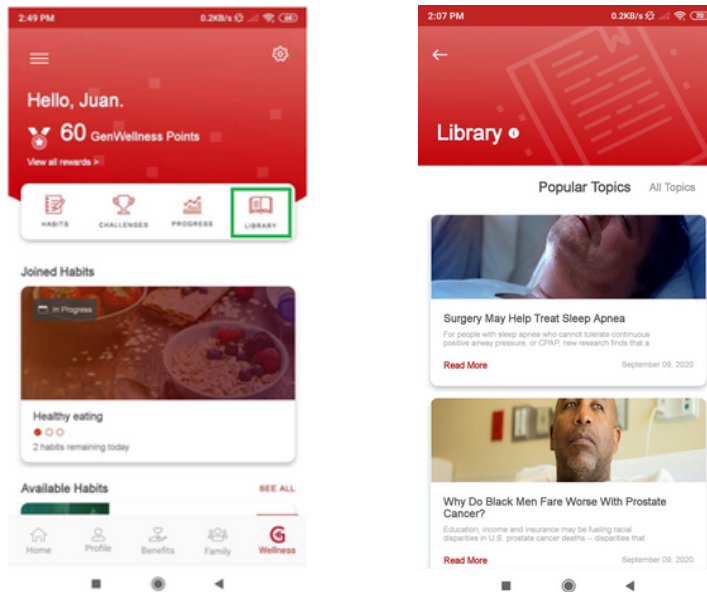 2:49 PM
0.2KB/s
68
Hello, Juan.
60 GenWellness Points
View all rewards >
HABITS
CHALLENGES
PROGRESS
LIBRARY
Joined Habits
In Progress
Healthy eating
2 habits remaining today
Available Habits
SEE ALL
Home
Profile
Benefits
Family
Wellness
2:07 PM
0.2KB/s
70
Library
Popular Topics
All Topics
Surgery May Help Treat Sleep Apnea
For people with sleep apnea who cannot tolerate continuous
positive airway pressure, or CPAP, new research finds that a
Read More
September 09, 2020
Why Do Black Men Fare Worse With Prostate
Cancer?
Education, income and insurance may be fueling racial
disparities in U.S. prostate cancer deaths -- disparities that
Read More
September 09, 2020